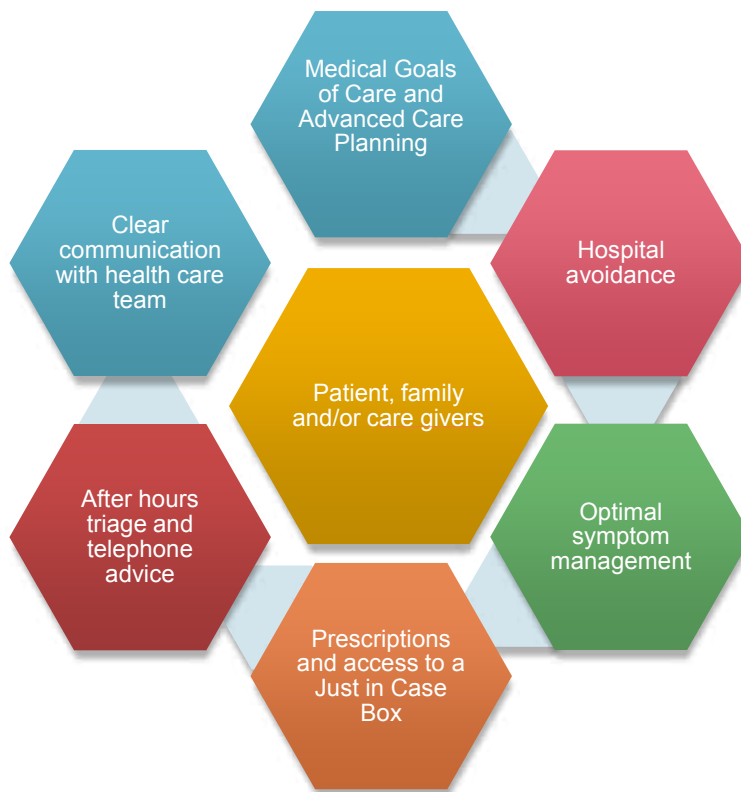 Medical Goals
of Care and
Advanced Care
Planning
Clear
communication
with health care
team
Hospital
avoidance
Patient, family
and/or care givers
After hours
triage and
telephone
advice
Optimal
symptom
management
Prescriptions
and access to a
Just in Case
Box